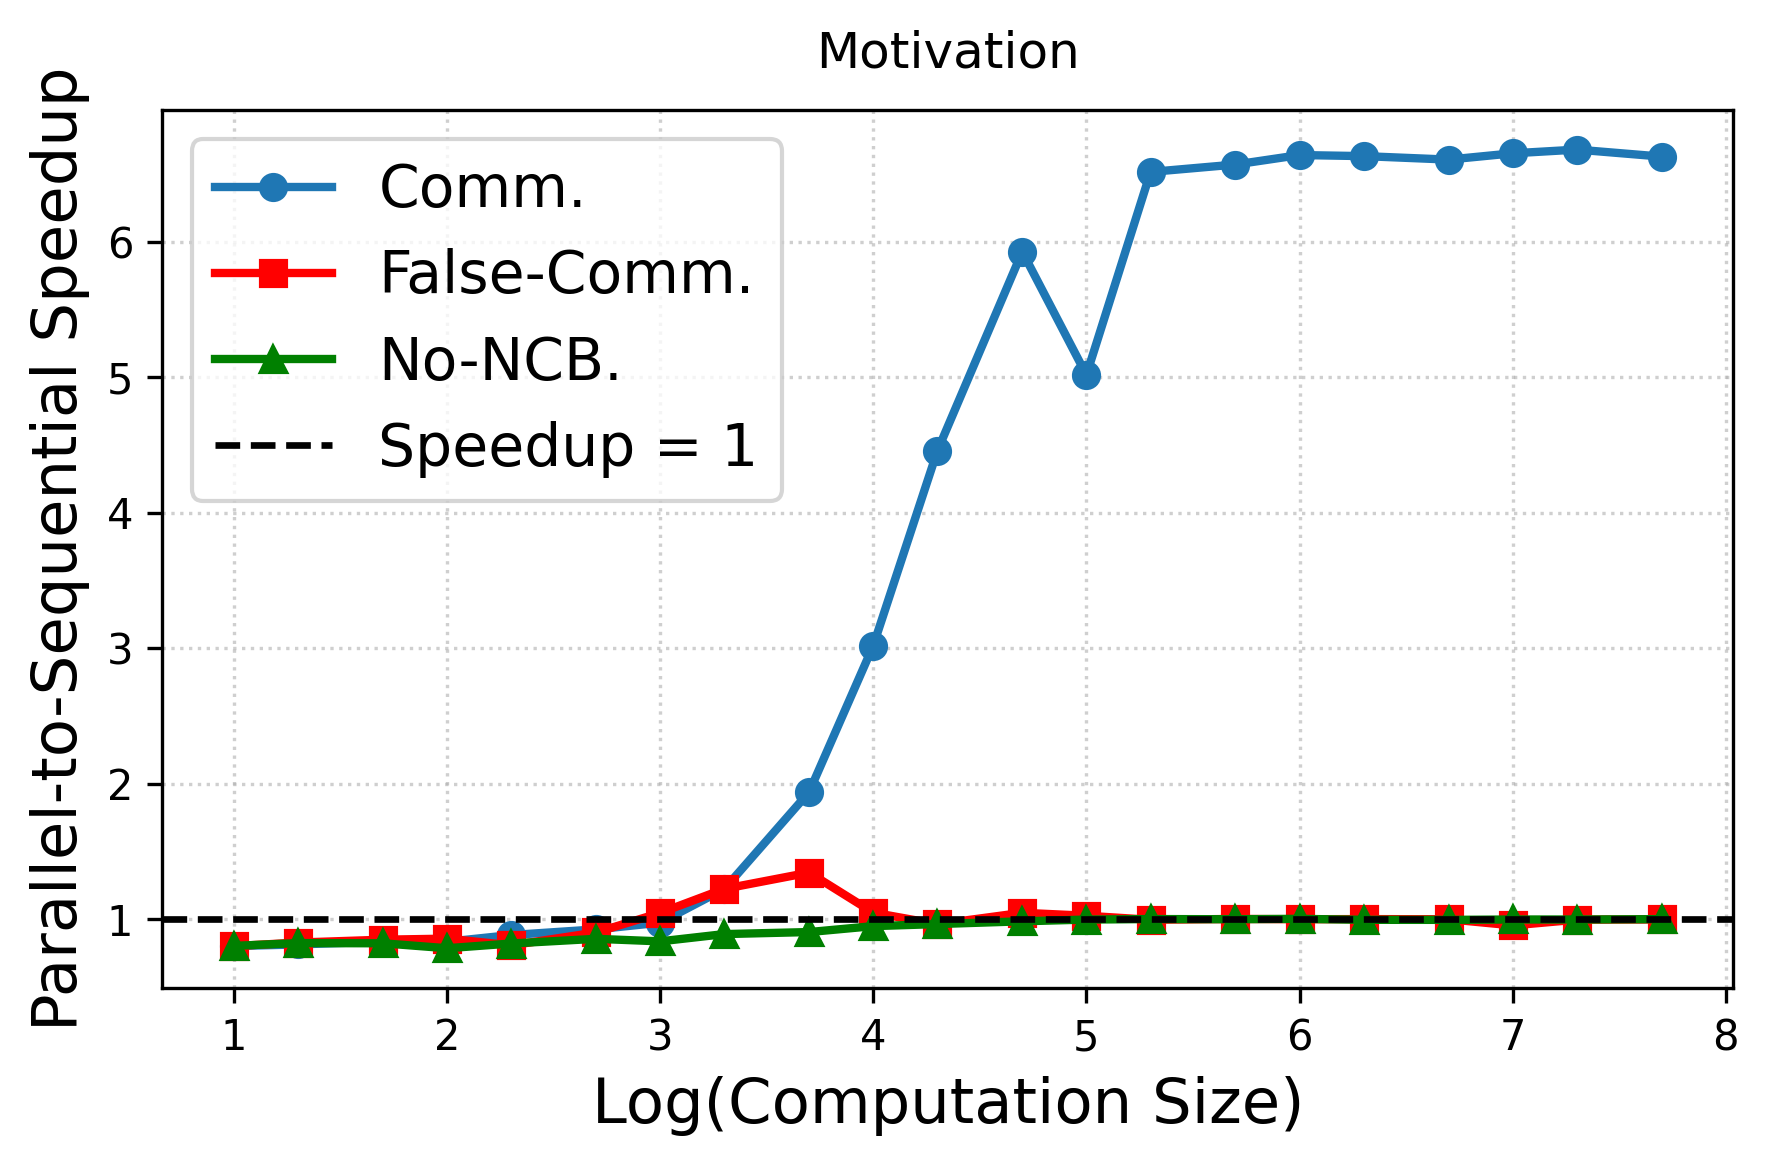 Motivation
Parallel-to-Sequential Speedup
Comm.
False-Comm.
No-NCB.
Speedup = 1
6
5
4
3
2
1
1 2 3 4 5 6 7 8
Log(Computation Size)